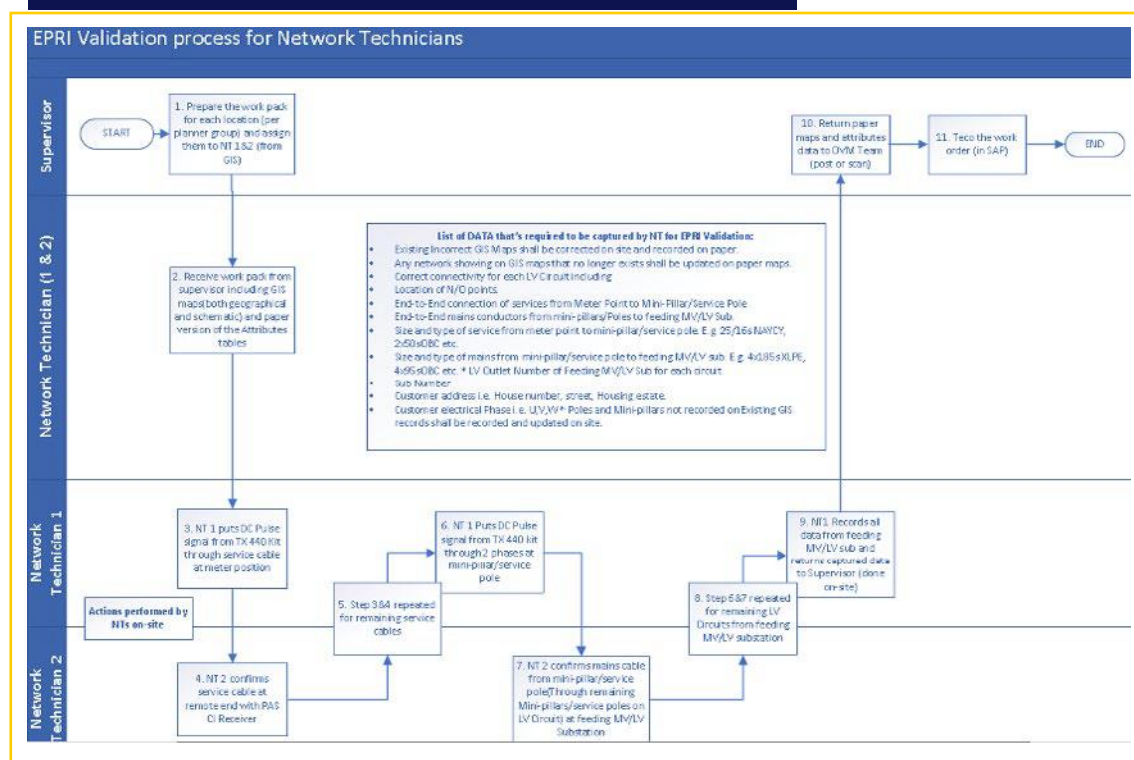 EPRI Validation process for Network Technicians
Supervisor
START
1. Prepare the work pack
for each location (per
planner group) and assign
them to NT 1&2 (from
GIS)
10. Return paper
maps and attributes
data to OVM Team
(post or scan)
11. Teco the work
order (in SAP)
END
Network Technician (1 & 2)
2. Receive work pack from
supervisor including GIS
maps(both geographical
and schematic) and paper
version of the Attributes
tables
List of DATA that's required to be captured by NT for EPRI Validation:
• Existing Incorrect GIS Maps shall be corrected on site and recorded on paper.
• Any network showing on GIS maps that no longer exists shall be updated on paper maps.
• Correct connectivity for each LV Circuit including
• Location of N/O points.
• End-to-End connection of services from Meter Point to Mini-Pillar/Service Pole
• End-to-End mains conductors from mini-pillars/Poles to feeding MV/LV Sub.
• Size and type of service from meter point to mini-pillar/service pole. E.g. 25/16s NAYCY,
2x50sOBC etc.
• Size and type of mains from mini-pillar/service pole to feeding MV/LV sub. E.g. 4x185sXLPE,
4x95sOBC etc. * LV Outlet Number of Feeding MV/LV Sub for each circuit
• Sub Number
• Customer address i.e. House number, street, Housing estate.
• Customer electrical Phase i.e. U,V,W* Poles and Mini-pillars not recorded on Existing GIS
records shall be recorded and updated on site.
Network
Technician 1
3. NT 1 puts DC Pulse
signal from TX 440 Kit
through service cable
at meter position
6. NT 1 Puts DC Pulse
signal from TX 440 kit
through 2 phases at
mini-pillar/service
pole
9. NT1 Records all
data from feeding
MV/LV sub and
returns captured data
to Supervisor (done
on-site)
Actions performed by
NTs on-site
5. Step 3&4 repeated
for remaining service
cables
8. Step 6&7 repeated
for remaining LV
Circuits from feeding
MV/LV substation
Network
Technician 2
4. NT 2 confirms
service cable at
remote end with PAS
CI Receiver
7. NT 2 confirms mains cable
from mini-pillar/service
pole(Through remaining
Mini-pillars/service poles on
LV Circuit) at feeding MV/LV
Substation